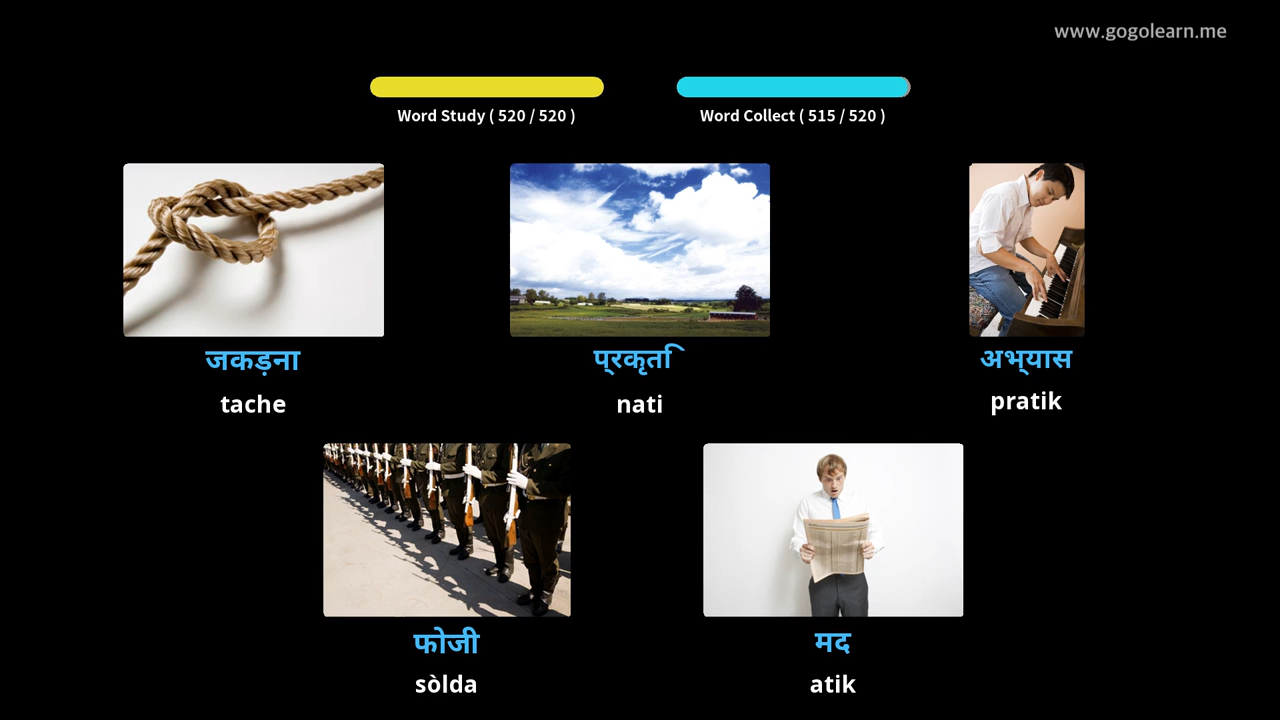 www.gogolearn.me
Word Study ( 520 / 520 )
Word Collect ( 515 / 520 )
जकड़ना
प्रकृति
अभ्यास
tache
nati
pratik
फोजी
मद
sòlda
atik